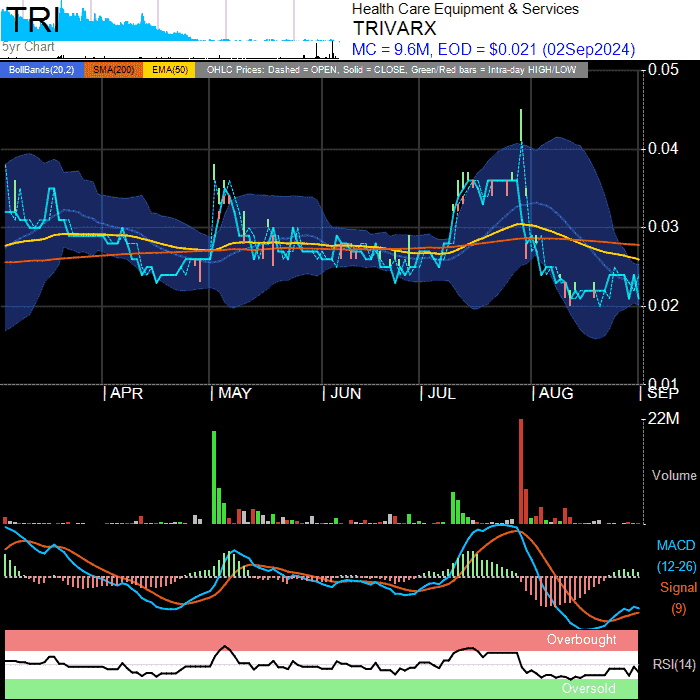 TRI
Health Care Equipment & Services
TRIVARX
5yr Chart
MC = 9.6M, EOD = $0.021 (02Sep2024)
BollBands(20,2) SMA(200) EMA(50) OHLC Prices: Dashed = OPEN, Solid = CLOSE, Green/Red bars = Intra-day HIGH/LOW
0.05
0.04
0.03
0.02
0.01
| APR | MAY | JUN | JUL | AUG | SEP
22M
Volume
MACD
(12-26)
Signal
(9)
Overbought
RSI(14)
Oversold